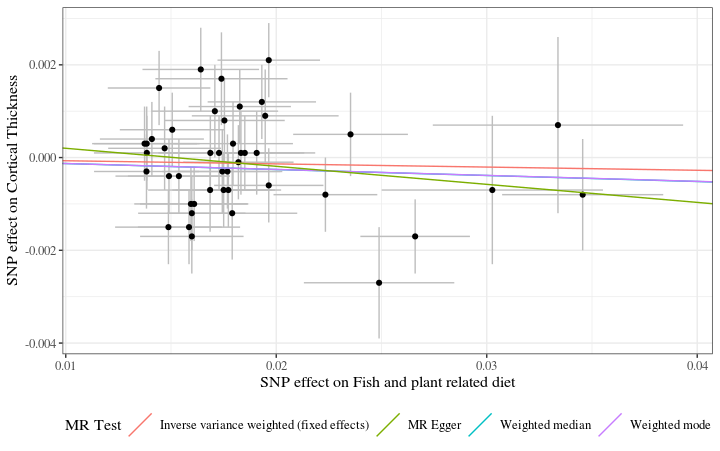 SNP effect on Cortical Thickness
0.002
0.000
-0.002
-0.004
0.01 0.02 0.03 0.04
SNP effect on Fish and plant related diet
MR Test Inverse variance weighted (fixed effects) MR Egger Weighted median Weighted mode